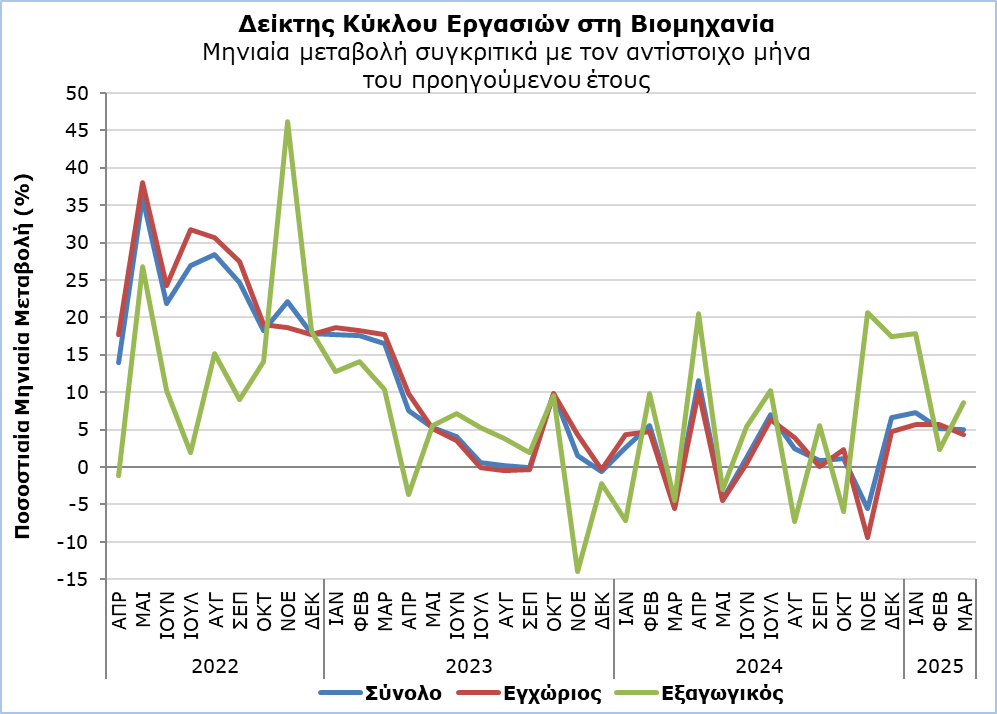 Δείκτης Κύκλου Εργασιών στη Βιομηχανία
Μηνιαία μεταβολή συγκριτικά με τον αντίστοιχο μήνα
του προηγούμενου έτους
Ποσοστιαία Μηνιαία Μεταβολή (%)
50
45
40
35
30
25
20
15
10
5
0
-5
-10
-15
ΑΠΡ ΜΑΙ ΙΟΥΝ ΙΟΥΛ ΑΥΓ ΣΕΠ ΟΚΤ ΝΟΕ ΔΕΚ ΙΑΝ ΦΕΒ ΜΑΡ ΑΠΡ ΜΑΙ ΙΟΥΝ ΙΟΥΛ ΑΥΓ ΣΕΠ ΟΚΤ ΝΟΕ ΔΕΚ ΙΑΝ ΦΕΒ ΜΑΡ ΑΠΡ ΜΑΙ ΙΟΥΝ ΙΟΥΛ ΑΥΓ ΣΕΠ ΟΚΤ ΝΟΕ ΔΕΚ ΙΑΝ ΦΕΒ ΜΑΡ
2022 2023 2024 2025
Σύνολο Εγχώριος Εξαγωγικός